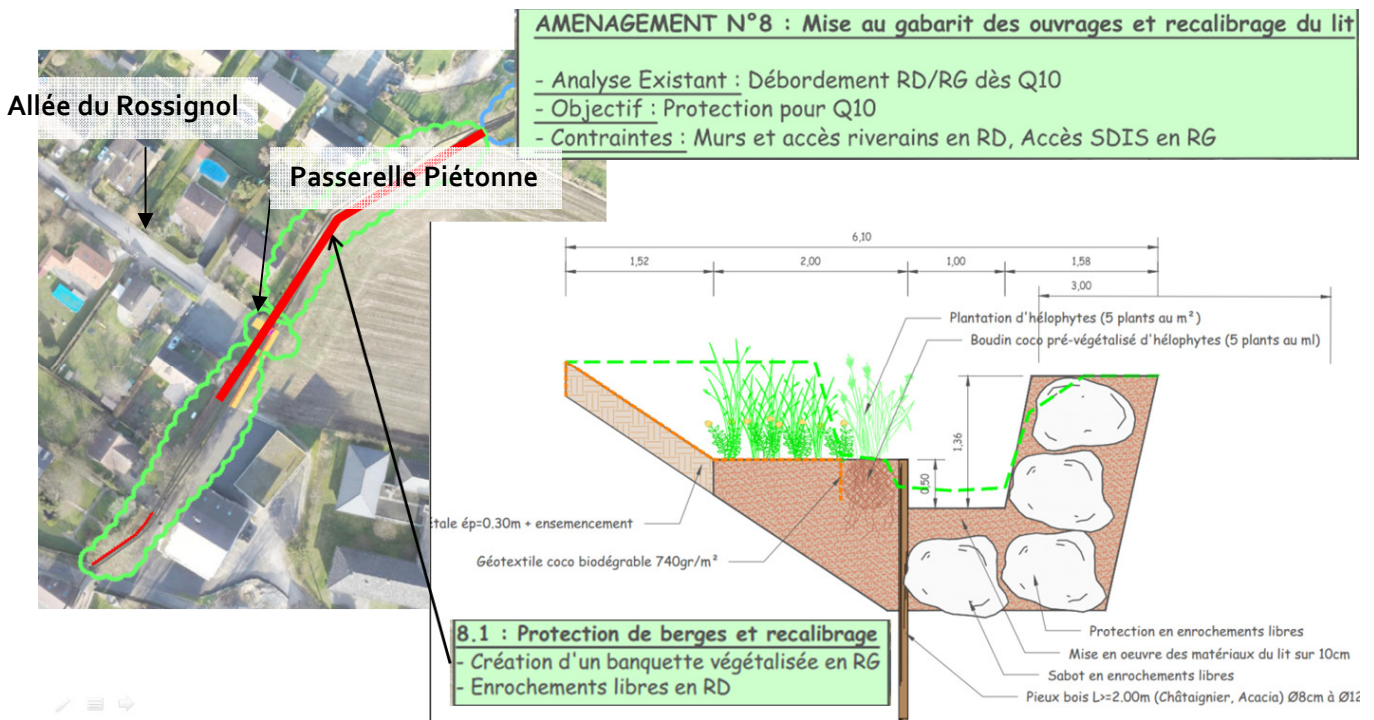 AMENAGEMENT N°8 : Mise au gabarit des ouvrages et recalibrage du lit
- Analyse Existant : Débordement RD/RG dès Q10
- Objectif : Protection pour Q10
- Contraintes : Murs et accès riverains en RD, Accès SDIS en RG
Allée du Rossignol
Passerelle Piétonne
6,10
1,52
2,00
1,00
1,58
3,00
Plantation d'hélophytes (5 plants au m²)
Boudin coco pré-végétalisé d'hélophytes (5 plants au ml)
1,36
0,50
étale ép=0.30m + ensemencement
Géotextile coco biodégrable 740gr/m²
8.1 : Protection de berges et recalibrage
- Création d'un banquette végétalisée en RG
- Enrochements libres en RD
Protection en enrochements libres
Mise en oeuvre des matériaux du lit sur 10cm
Sabot en enrochements libres
Pieux bois L>=2.00m (Châtaignier, Acacia) Ø8cm à Ø12